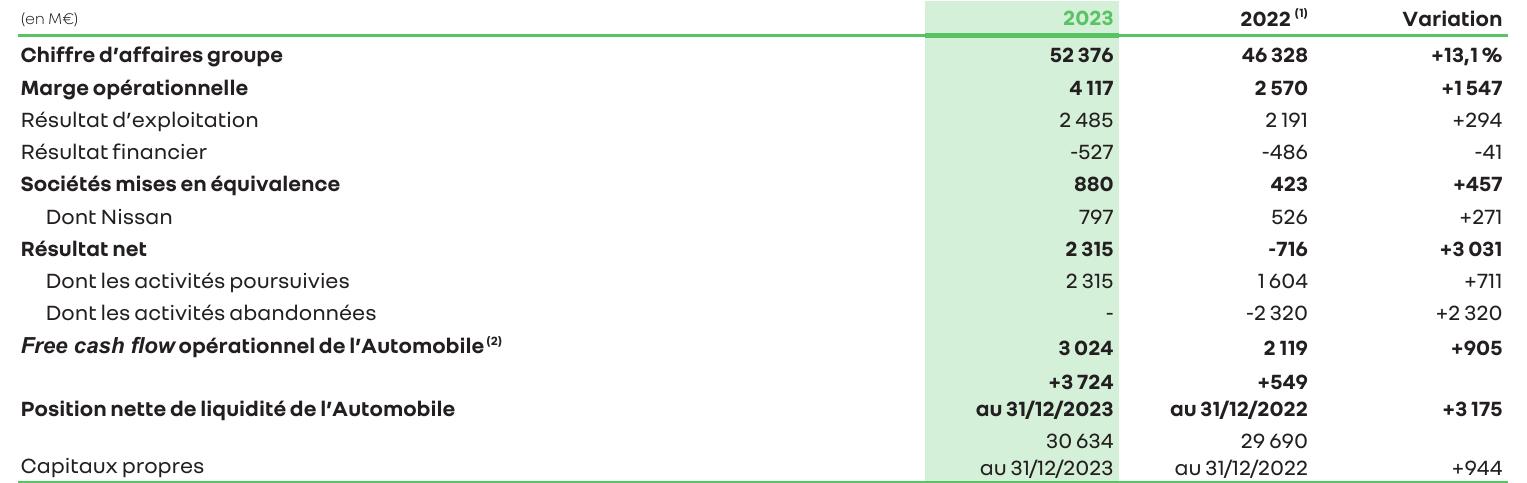 (en M€) 2023 2022 (1) Variation
Chiffre d’affaires groupe 52 376 46 328 +13,1 %
Marge opérationnelle 4 117 2 570 +1 547
Résultat d’exploitation 2 485 2 191 +294
Résultat financier -527 -486 -41
Sociétés mises en équivalence 880 423 +457
Dont Nissan 797 526 +271
Résultat net 2 315 -716 +3 031
Dont les activités poursuivies 2 315 1 604 +711
Dont les activités abandonnées - -2 320 +2 320
Free cash flow opérationnel de l’Automobile (2) 3 024 2 119 +905
+3 724 +549
Position nette de liquidité de l’Automobile au 31/12/2023 au 31/12/2022 +3 175
30 634 29 690
Capitaux propres au 31/12/2023 au 31/12/2022 +944